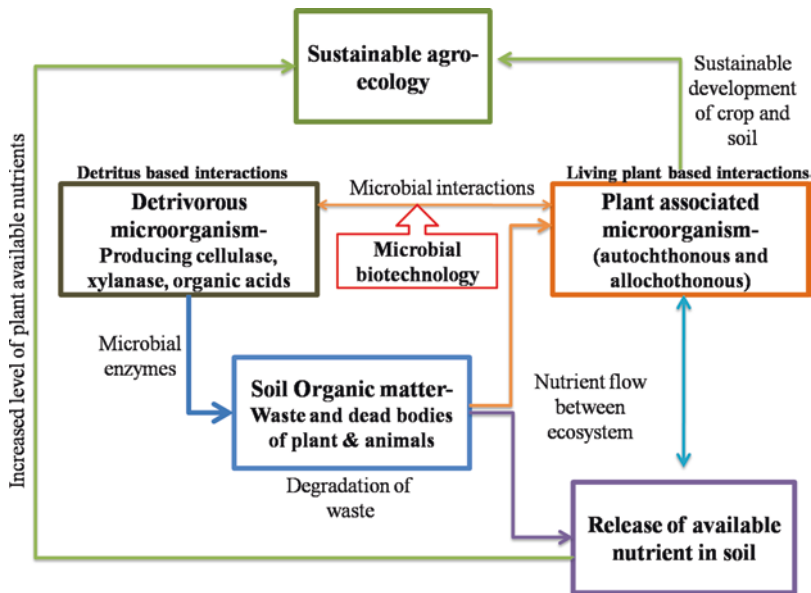 Sustainable agro-
ecology
Sustainable
development
of crop and
soil
Increased level of plant available nutrients
Detritus based interactions
Detrivorous
microorganism-
Producing cellulase,
xylanase, organic acids
Microbial interactions
Microbial
biotechnology
Living plant based interactions
Plant associated
microorganism-
(autochthonous and
allochothonous)
Microbial
enzymes
Soil Organic matter-
Waste and dead bodies
of plant & animals
Nutrient flow
between
ecosystem
Degradation of
waste
Release of available
nutrient in soil